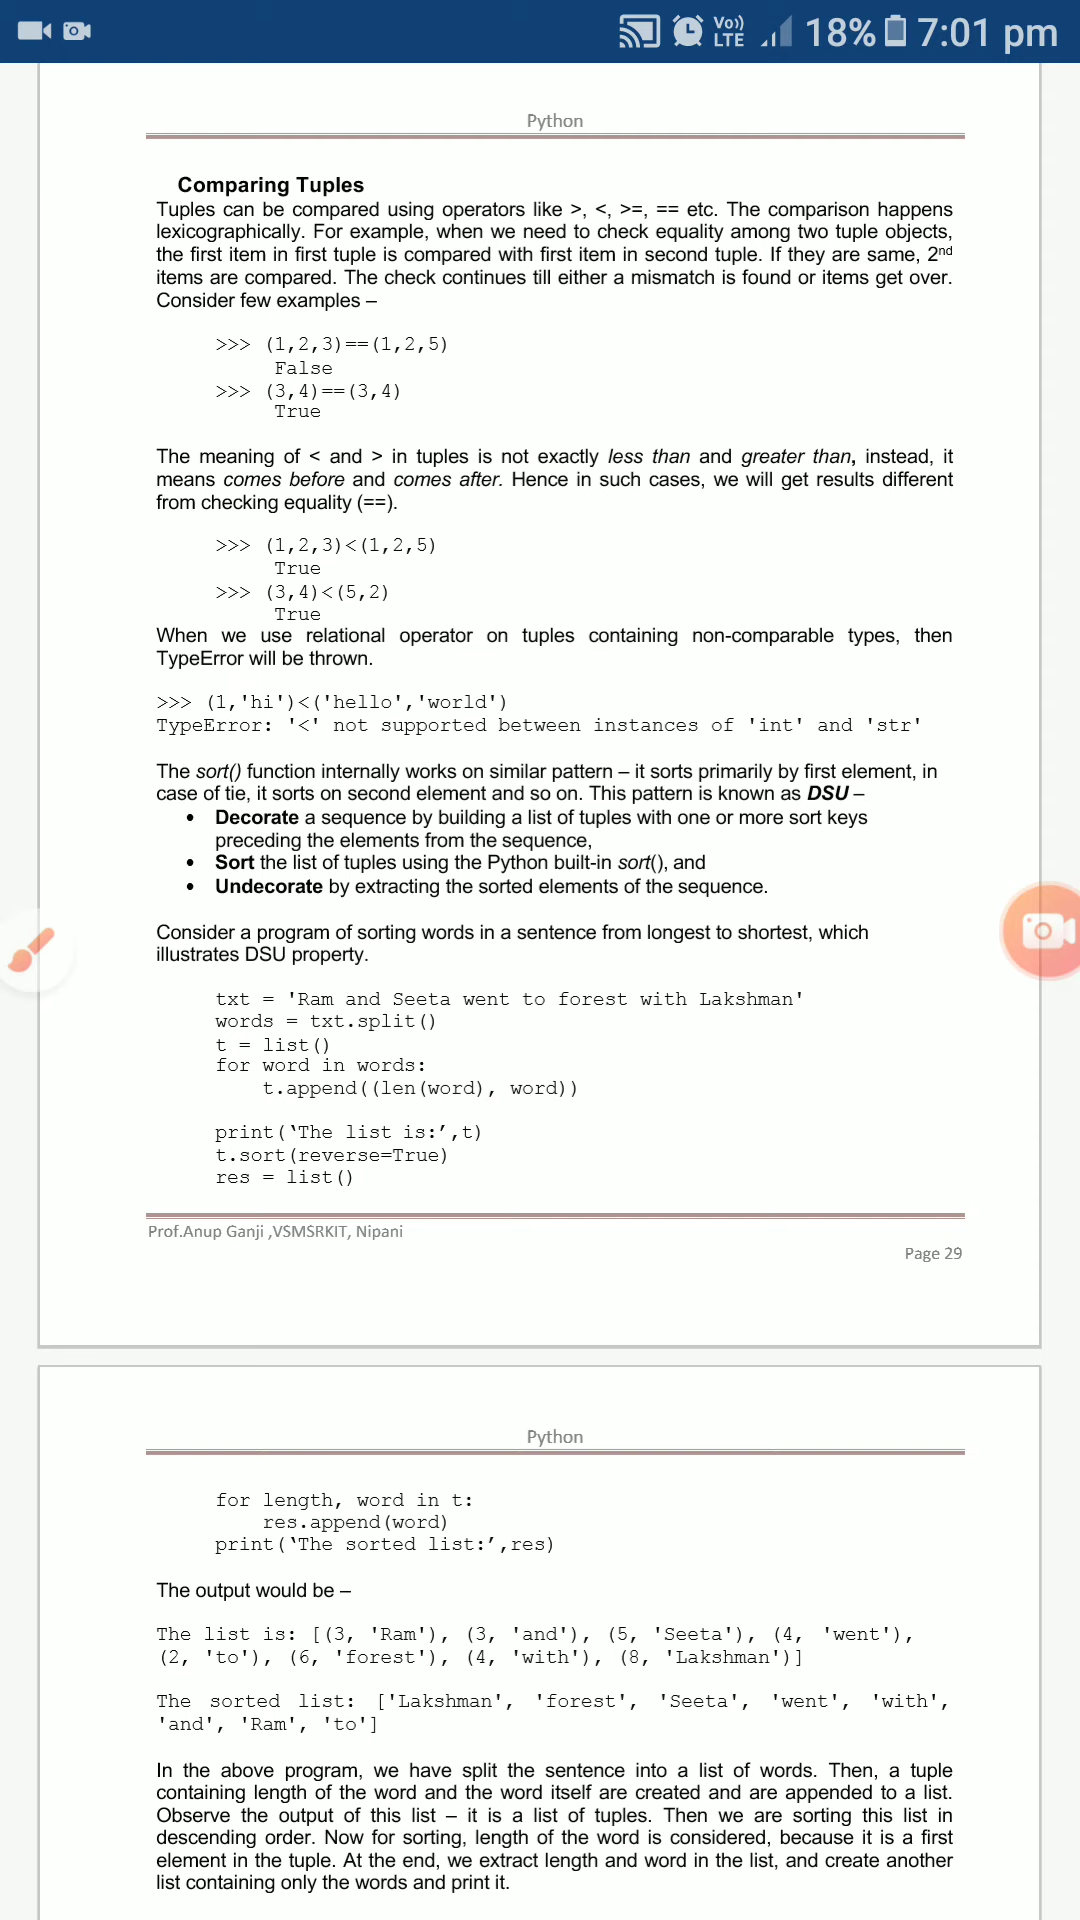 Vo))
LTE
18%
7:01 pm
Python
Comparing Tuples
Tuples can be compared using operators like >, <, >=, == etc. The comparison happens
lexicographically. For example, when we need to check equality among two tuple objects,
the first item in first tuple is compared with first item in second tuple. If they are same, 2nd
items are compared. The check continues till either a mismatch is found or items get over.
Consider few examples –
>>> (1,2,3)==(1,2,5)
False
>>> (3,4)==(3,4)
True
The meaning of < and > in tuples is not exactly less than and greater than, instead, it
means comes before and comes after. Hence in such cases, we will get results different
from checking equality (==).
>>> (1,2,3)<(1,2,5)
True
>>> (3,4)<(5,2)
True
When we use relational operator on tuples containing non-comparable types, then
TypeError will be thrown.
>>> (1,'hi')<('hello','world')
TypeError: '<' not supported between instances of 'int' and 'str'
The sort() function internally works on similar pattern – it sorts primarily by first element, in
case of tie, it sorts on second element and so on. This pattern is known as DSU –
• Decorate a sequence by building a list of tuples with one or more sort keys
preceding the elements from the sequence,
• Sort the list of tuples using the Python built-in sort(), and
• Undecorate by extracting the sorted elements of the sequence.
Consider a program of sorting words in a sentence from longest to shortest, which
illustrates DSU property.
txt = 'Ram and Seeta went to forest with Lakshman'
words = txt.split()
t = list()
for word in words:
t.append((len(word), word))
print(‘The list is:’,t)
t.sort(reverse=True)
res = list()
Prof.Anup Ganji ,VSMSRKIT, Nipani
Page 29
Python
for length, word in t:
res.append(word)
print(‘The sorted list:’,res)
The output would be –
The list is: [(3, 'Ram'), (3, 'and'), (5, 'Seeta'), (4, 'went'),
(2, 'to'), (6, 'forest'), (4, 'with'), (8, 'Lakshman')]
The sorted list: ['Lakshman', 'forest', 'Seeta', 'went', 'with',
'and', 'Ram', 'to']
In the above program, we have split the sentence into a list of words. Then, a tuple
containing length of the word and the word itself are created and are appended to a list.
Observe the output of this list – it is a list of tuples. Then we are sorting this list in
descending order. Now for sorting, length of the word is considered, because it is a first
element in the tuple. At the end, we extract length and word in the list, and create another
list containing only the words and print it.